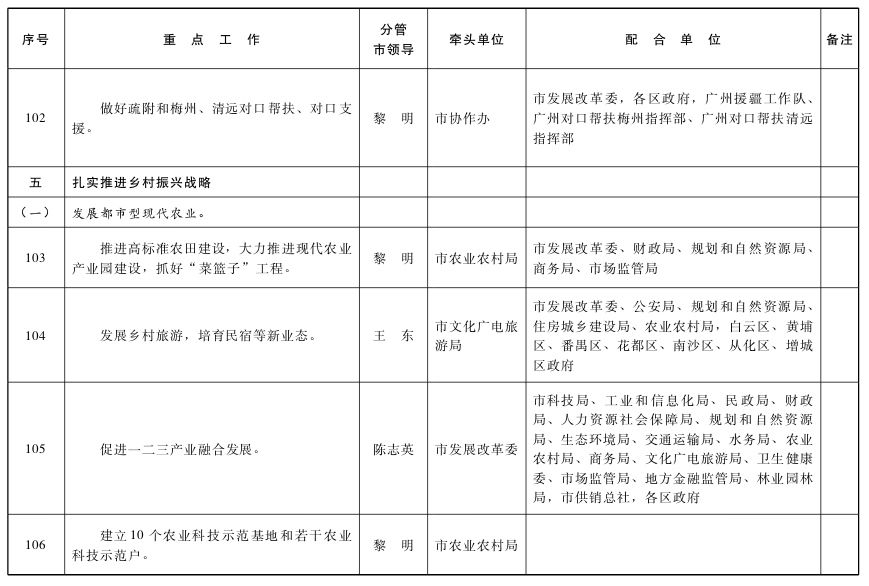 序号
重 点 工 作
分管
市领导
牵头单位
配 合 单 位
备注
102
做好疏附和梅州、清远对口帮扶、对口支
援。
黎 明
市协作办
市发展改革委，各区政府，广州援疆工作队、
广州对口帮扶梅州指挥部、广州对口帮扶清远
指挥部
五
扎实推进乡村振兴战略
（一）
发展都市型现代农业。
103
推进高标准农田建设，大力推进现代农业
产业园建设，抓好“菜篮子”工程。
黎 明
市农业农村局
市发展改革委、财政局、规划和自然资源局、
商务局、市场监管局
104
发展乡村旅游，培育民宿等新业态。
王 东
市文化广电旅
游局
市发展改革委、公安局、规划和自然资源局、
住房城乡建设局、农业农村局，白云区、黄埔
区、番禺区、花都区、南沙区、从化区、增城
区政府
105
促进一二三产业融合发展。
陈志英
市发展改革委
市科技局、工业和信息化局、民政局、财政
局、人力资源社会保障局、规划和自然资源
局、生态环境局、交通运输局、水务局、农业
农村局、商务局、文化广电旅游局、卫生健康
委、市场监管局、地方金融监管局、林业园林
局，市供销总社，各区政府
106
建立10个农业科技示范基地和若干农业
科技示范户。
黎 明
市农业农村局